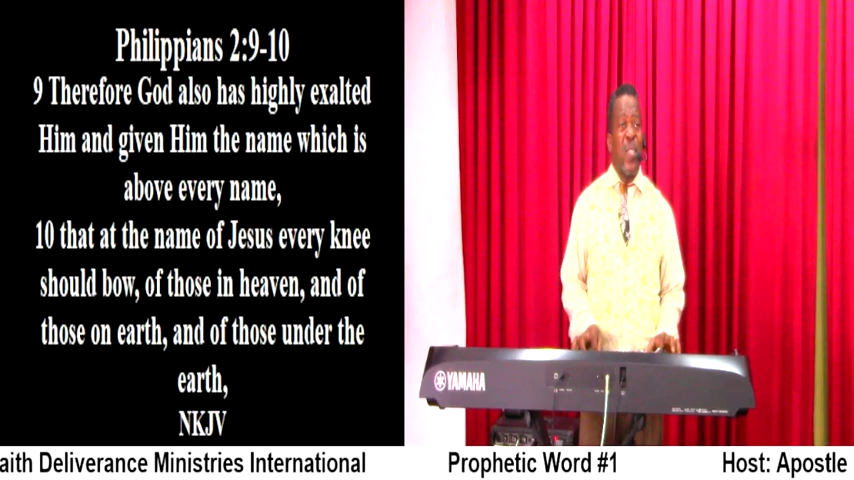 Philippians 2:9-10
9 Therefore God also has highly exalted
Him and given Him the name which is
above every name,
10 that at the name of Jesus every knee
should bow, of those in heaven, and of
those on earth, and of those under the
earth,
NKJV
YAMAHA
aith Deliverance Ministries International Prophetic Word #1 Host: Apostle